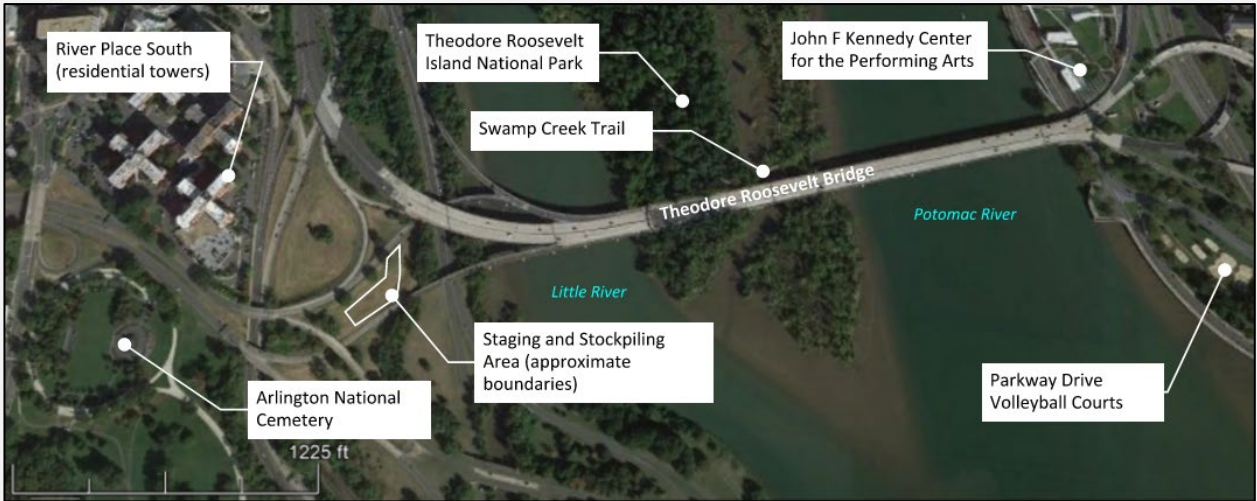 River Place South
(residential towers)
Theodore Roosevelt
Island National Park
John F Kennedy Center
for the Performing Arts
Swamp Creek Trail
Theodore Roosevelt Bridge
Potomac River
Little River
Staging and Stockpiling
Area (approximate
boundaries)
Parkway Drive
Volleyball Courts
Arlington National
Cemetery
1225 ft